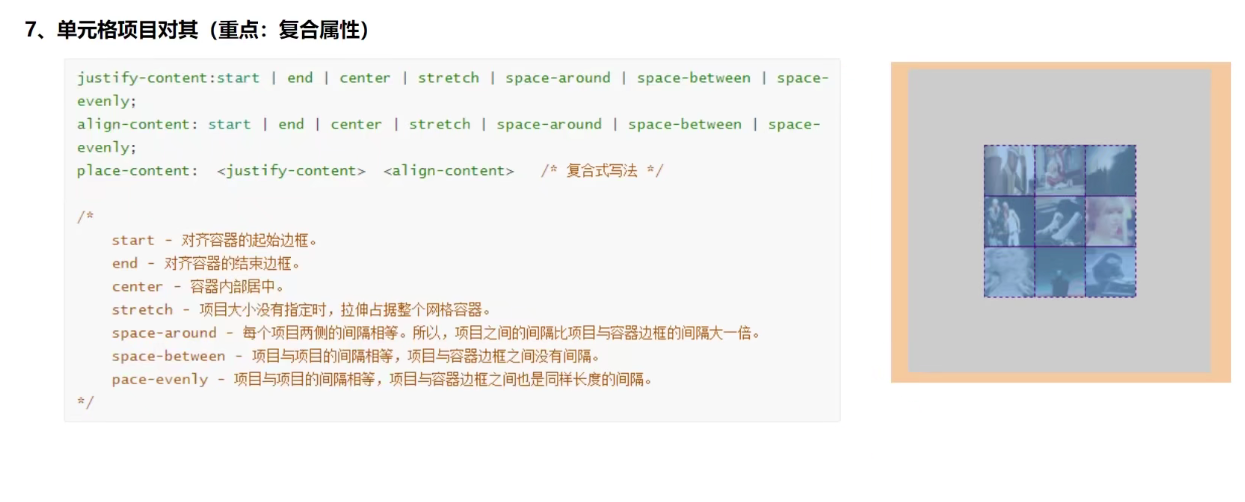 7、单元格项目对其（重点：复合属性）
justify-content:start | end | center | stretch | space-around | space-between | space-
evenly;
align-content: start | end | center | stretch | space-around | space-between | space-
evenly;
place-content:  <justify-content>  <align-content>   /* 复合式写法 */
/*
start - 对齐容器的起始边框。
end - 对齐容器的结束边框。
center - 容器内部居中。
stretch - 项目大小没有指定时，拉伸占据整个网格容器。
space-around - 每个项目两侧的间隔相等。所以，项目之间的间隔比项目与容器边框的间隔大一倍。
space-between - 项目与项目的间隔相等，项目与容器边框之间没有间隔。
pace-evenly - 项目与项目的间隔相等，项目与容器边框之间也是同样长度的间隔。
*/